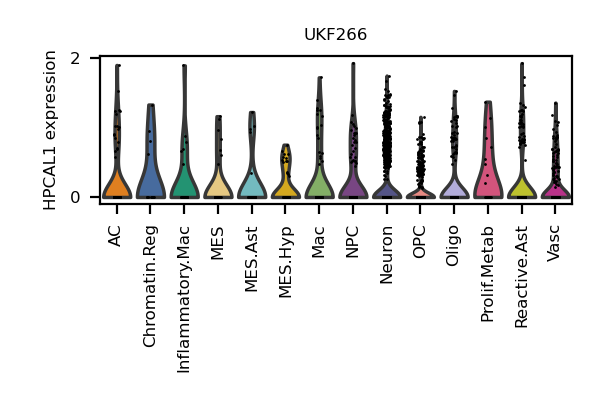 UKF266
HPCAL1 expression
2
0
AC
Chromatin.Reg
Inflammatory.Mac
MES
MES.Ast
MES.Hyp
Mac
NPC
Neuron
OPC
Oligo
Prolif.Metab
Reactive.Ast
Vasc